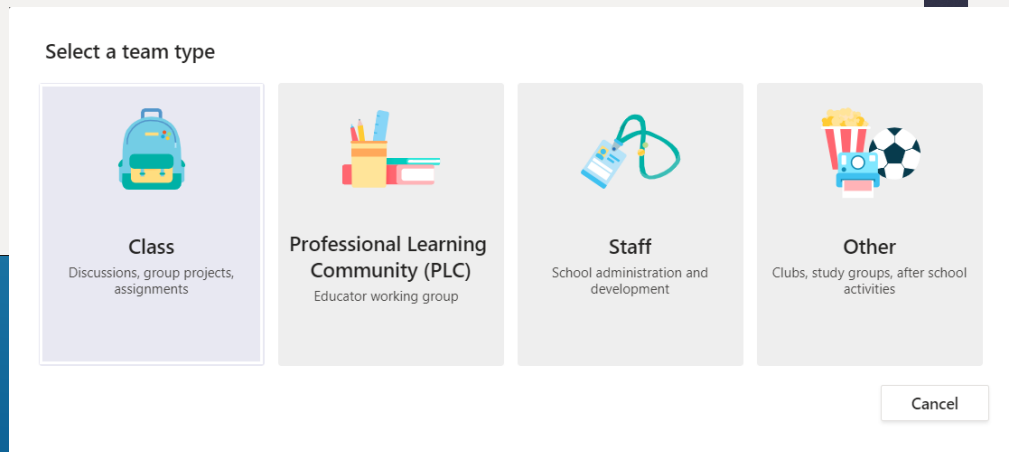 Select a team type
Class
Discussions, group projects,
assignments
Professional Learning
Community (PLC)
Educator working group
Staff
School administration and
development
Other
Clubs, study groups, after school
activities
Cancel